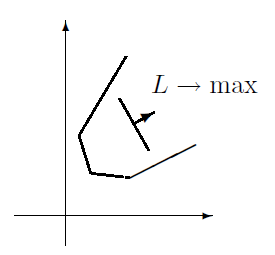 L → max